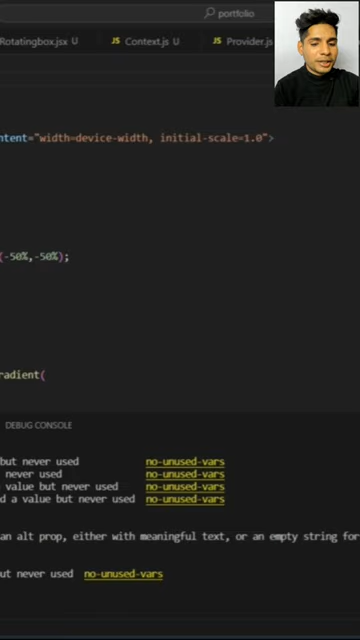 portfolio
Rotatingbox.jsx U JS Context.js U JS Provider.js
ntent="width=device-width, initial-scale=1.0">
(-50%,-50%);
radient(
DEBUG CONSOLE
but never used no-unused-vars
never used no-unused-vars
value but never used no-unused-vars
d a value but never used no-unused-vars
an alt prop, either with meaningful text, or an empty string for
ut never used no-unused-vars